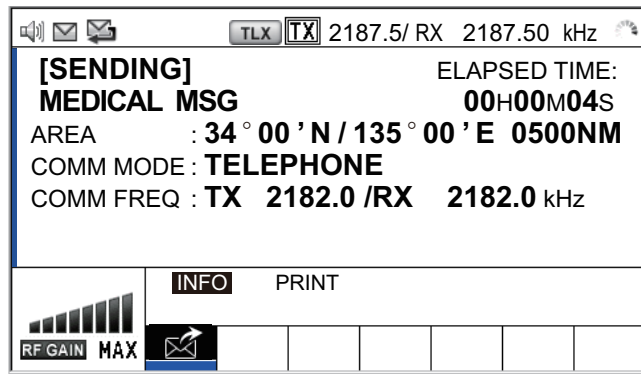 TLX TX 2187.5/ RX 2187.50 kHz
[SENDING] ELAPSED TIME:
MEDICAL MSG 00H00M04S
AREA : 34°00’N / 135°00’E 0500NM
COMM MODE : TELEPHONE
COMM FREQ : TX 2182.0 /RX 2182.0 kHz
INFO PRINT
RF GAIN MAX